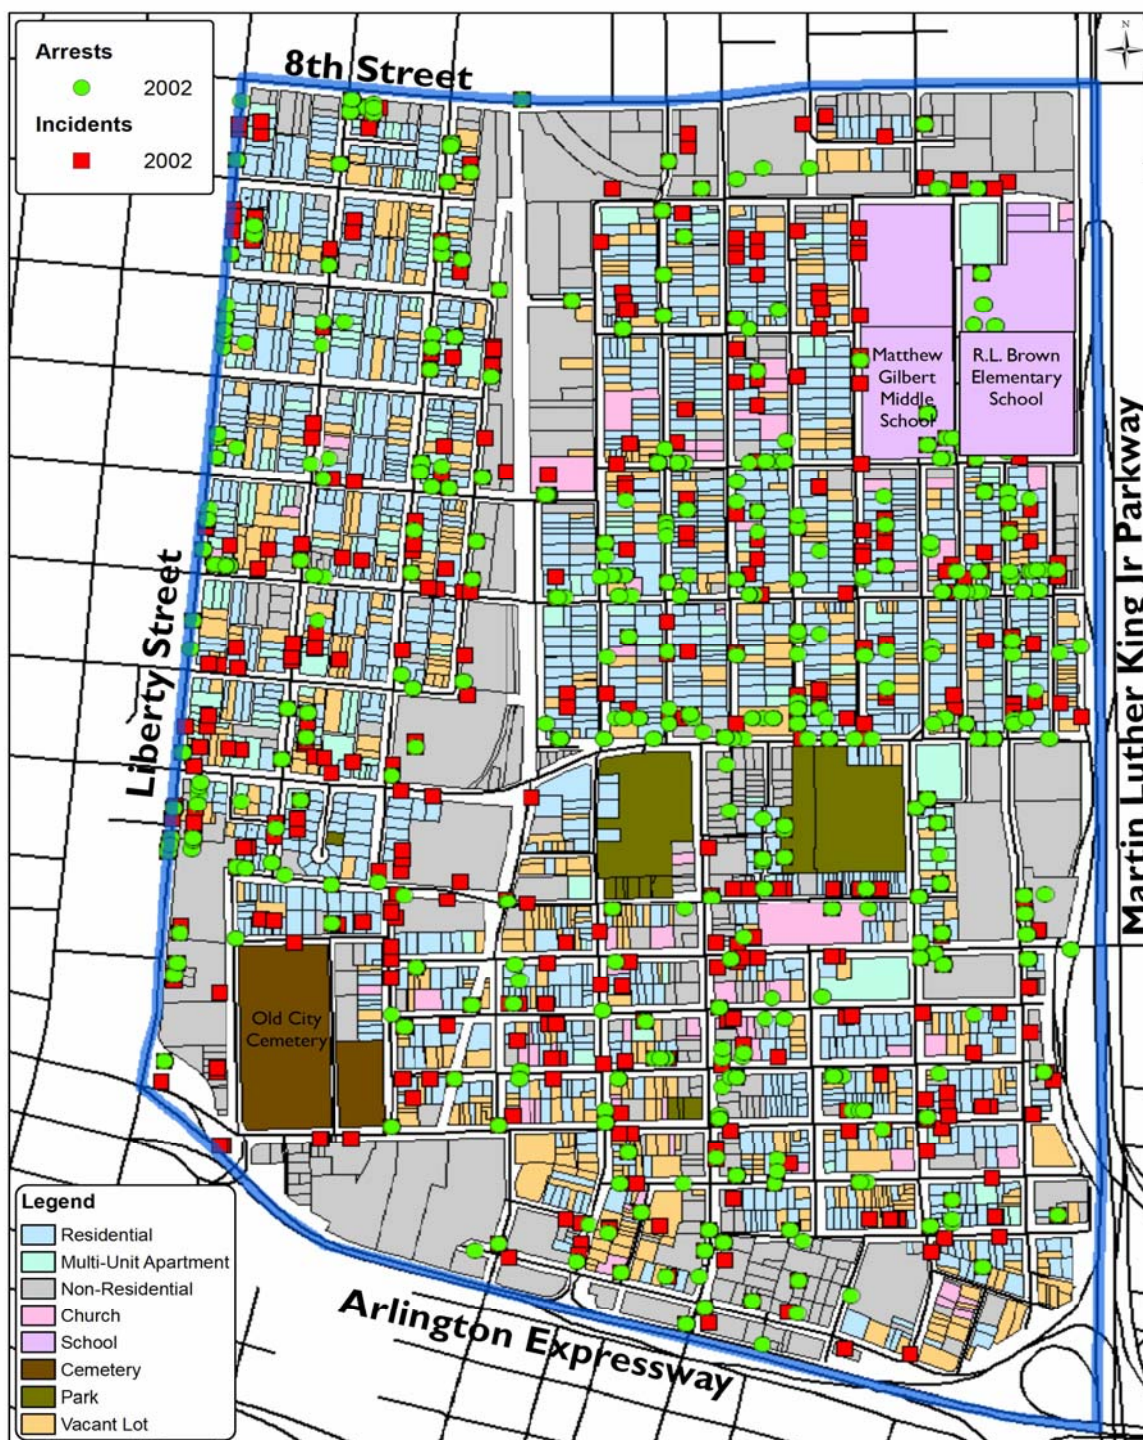 N
Arrests
2002
Incidents
2002
8th Street
Matthew
Gilbert
Middle
School
R.L. Brown
Elementary
School
Liberty Street
Martin Luther King Jr Parkway
Old City
Cemetery
Arlington Expressway
Legend
Residential
Multi-Unit Apartment
Non-Residential
Church
School
Cemetery
Park
Vacant Lot